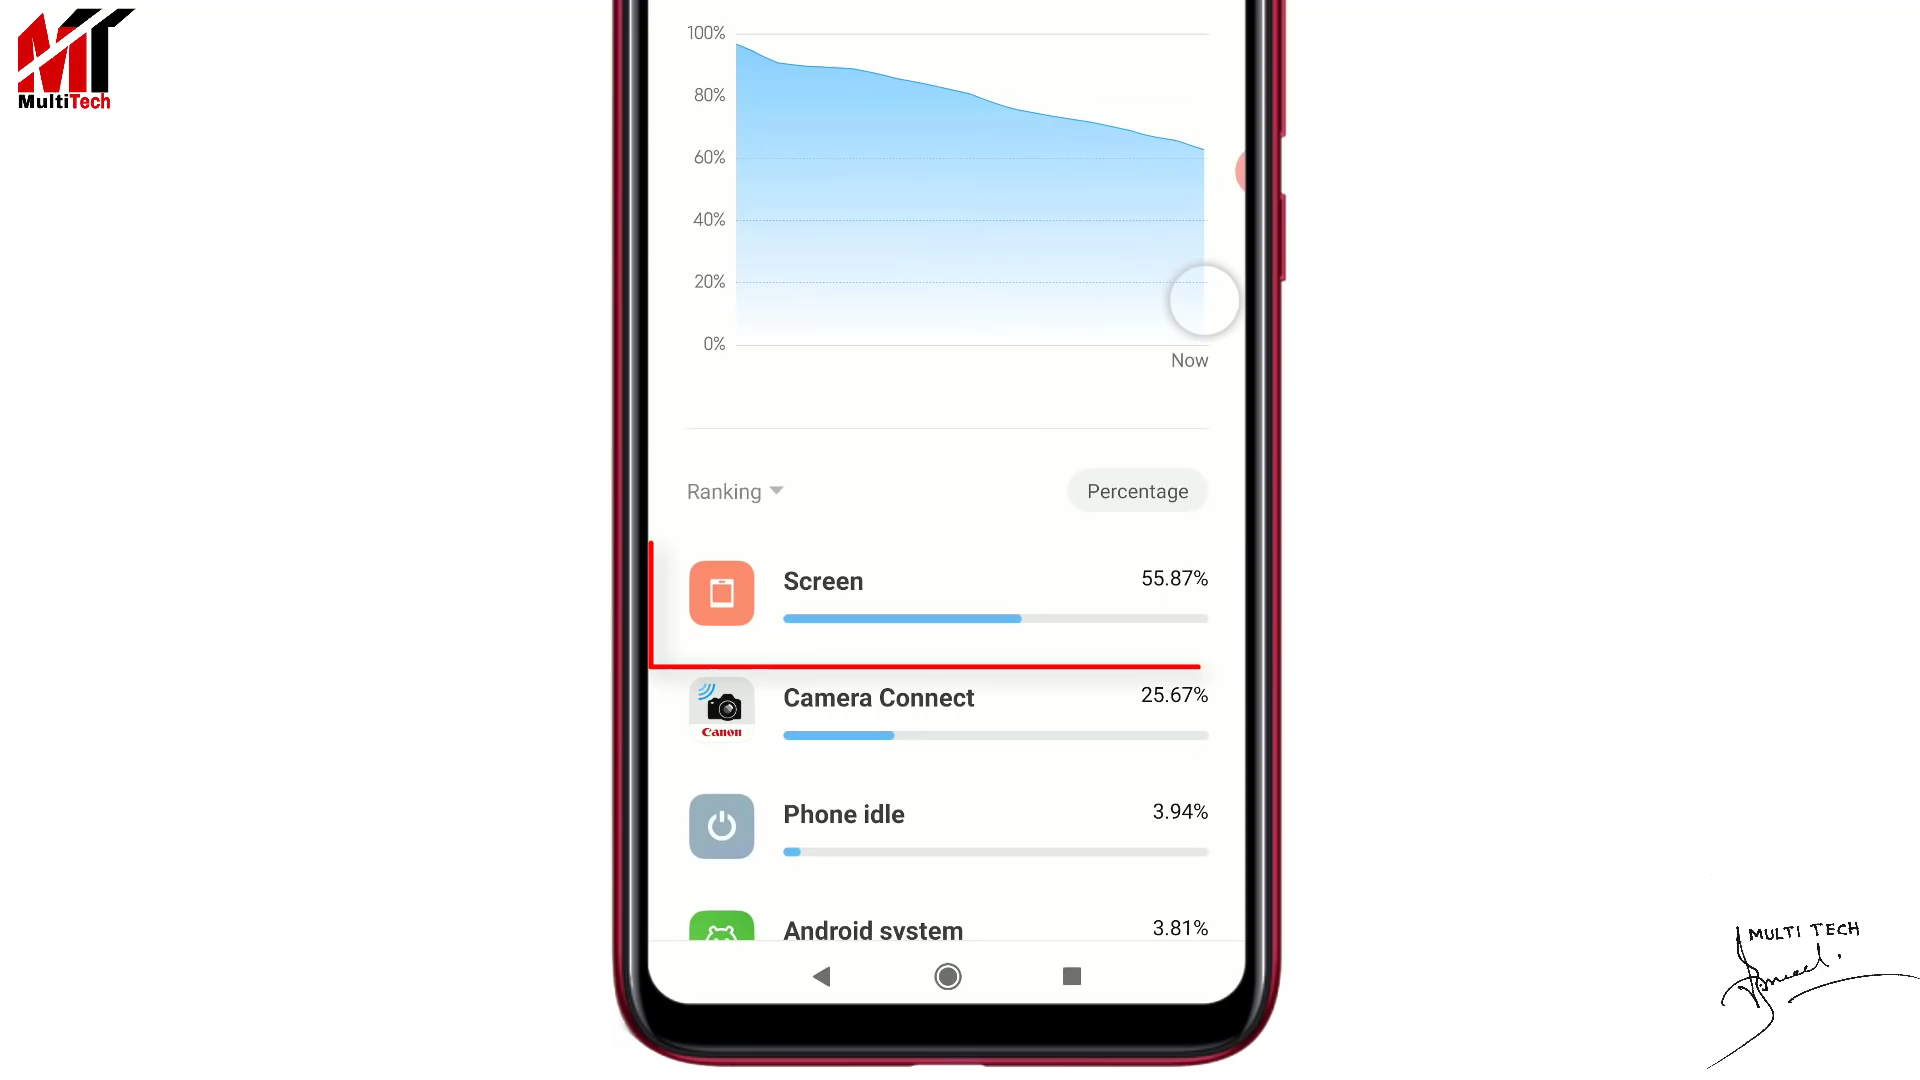 MT
MultiTech
100%
80%
60%
40%
20%
0%
Now
Ranking
Percentage
Screen
55.87%
Camera Connect
25.67%
Canon
Phone idle
3.94%
Android system
3.81%
MULTI TECH